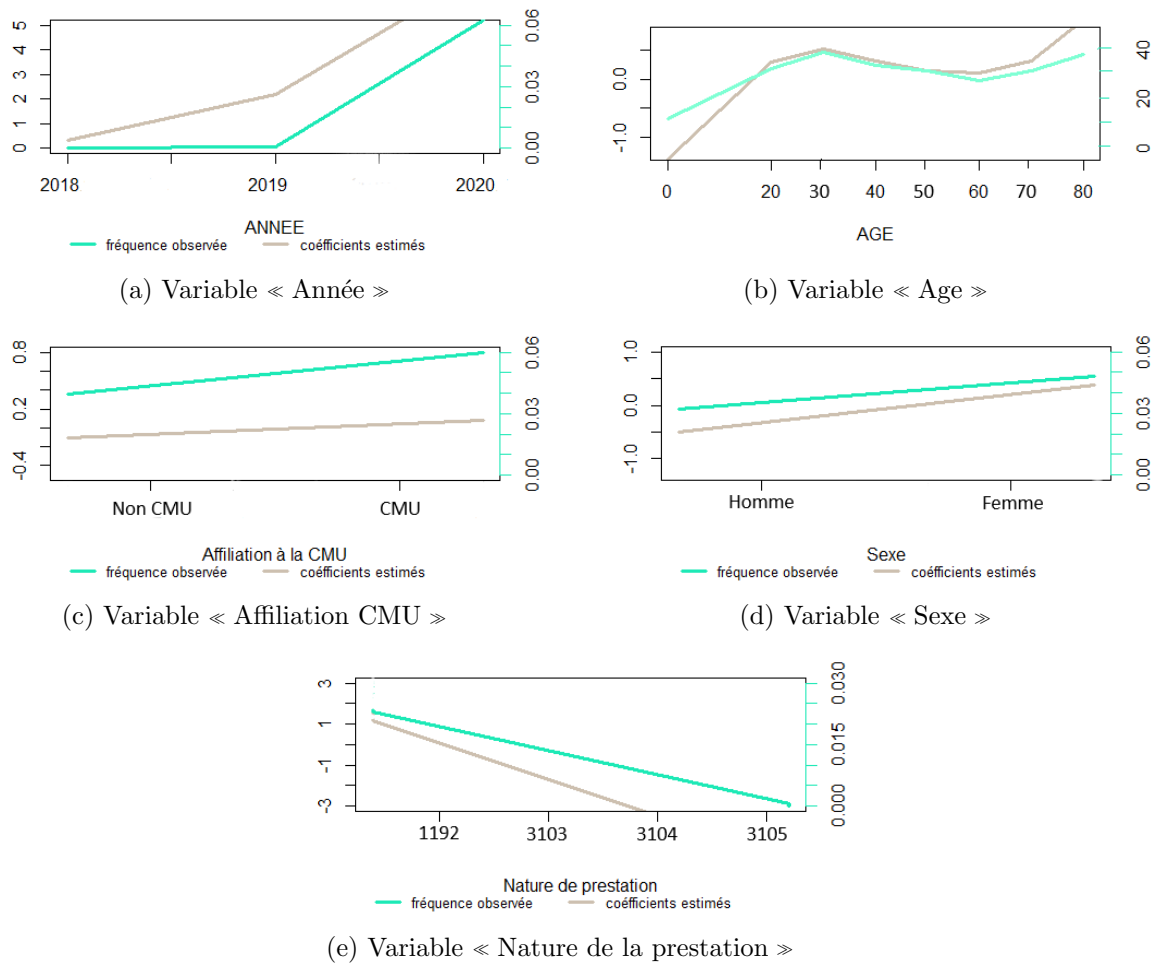 5
4
3
2
1
0
0.06
0.03
0.00
2018 2019 2020
ANNEE
fréquence observée coéfficients estimés
(a) Variable « Année »
0.0
-1.0
40
20
0
0 20 30 40 50 60 70 80
AGE
(b) Variable « Age »
0.8
0.2
-0.4
0.06
0.03
0.00
Non CMU CMU
Affiliation à la CMU
fréquence observée coéfficients estimés
(c) Variable « Affiliation CMU »
1.0
0.0
-1.0
0.06
0.03
0.00
Homme Femme
Sexe
fréquence observée coéfficients estimés
(d) Variable « Sexe »
3
1
-1
-3
0.030
0.015
0.000
1192 3103 3104 3105
Nature de prestation
fréquence observée coéfficients estimés
(e) Variable « Nature de la prestation »